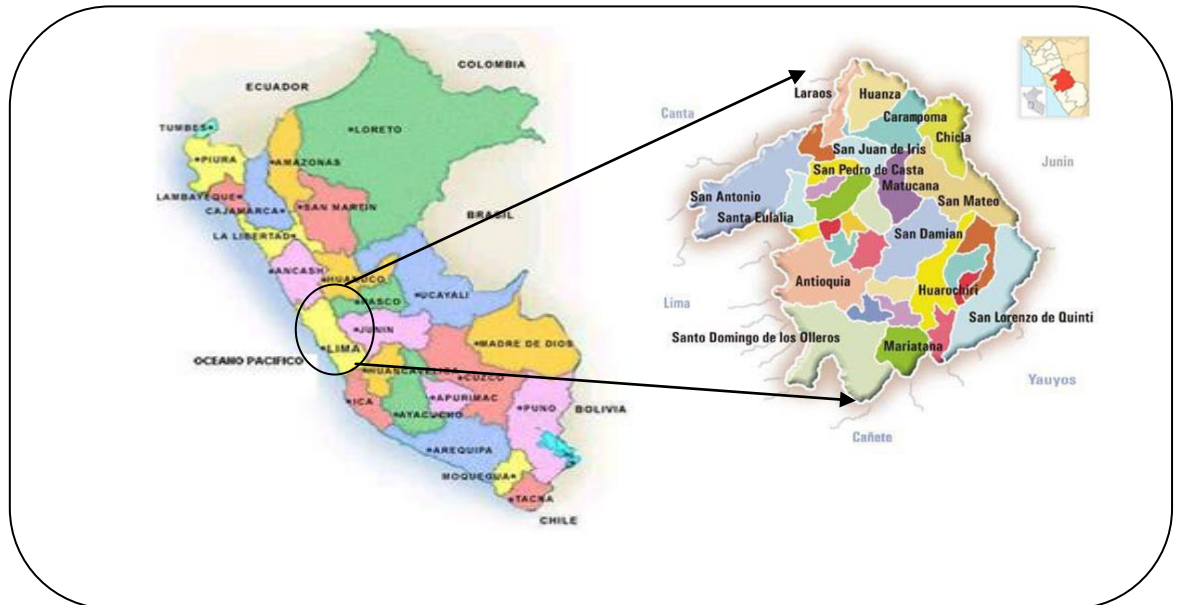 COLOMBIA
ECUADOR
TUMBES
LORETO
PIURA
AMAZONAS
LAMBAYEQUE
CAJAMARCA
SAN MARTIN
BRASIL
LA LIBERTAD
ANCASH
HUANUCO
PASCO
UCAYALI
JUNIN
LIMA
MADRE DE DIOS
OCEANO PACIFICO
HUANCAVELICA
CUZCO
ICA
APURIMAC
PUNO
BOLIVIA
AYACUCHO
AREQUIPA
MOQUEGUA
TACNA
CHILE
Laraos
Huanza
Canta
Carampoma
Chicla
San Juan de Iris
Junín
San Pedro de Casta
Matucana
San Antonio
San Mateo
Santa Eulalia
San Damian
Antioquia
Huarochiri
Lima
San Lorenzo de Quinti
Santo Domingo de los Olleros
Mariatana
Yauyos
Cañete